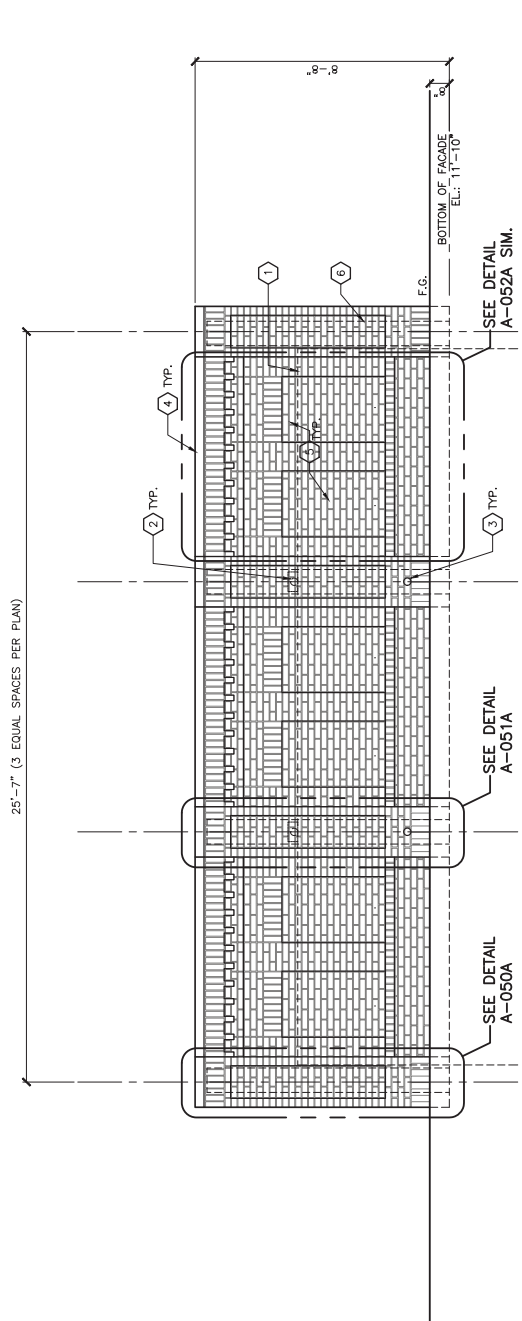 25'-7" (3 EQUAL SPACES PER PLAN)
8'-8"
8"
4 TYP.
2 TYP.
1
5 TYP.
6
3 TYP.
F.G.
BOTTOM OF FACADE
EL.: 11'-10"
SEE DETAIL
A-050A
SEE DETAIL
A-051A
SEE DETAIL
A-052A SIM.